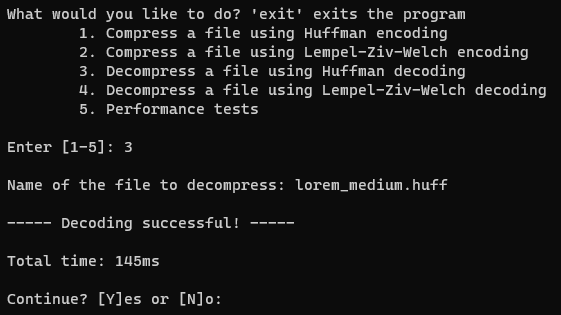 What would you like to do? 'exit' exits the program
1. Compress a file using Huffman encoding
2. Compress a file using Lempel-Ziv-Welch encoding
3. Decompress a file using Huffman decoding
4. Decompress a file using Lempel-Ziv-Welch decoding
5. Performance tests
Enter [1-5]: 3
Name of the file to decompress: lorem_medium.huff
----- Decoding successful! -----
Total time: 145ms
Continue? [Y]es or [N]o: